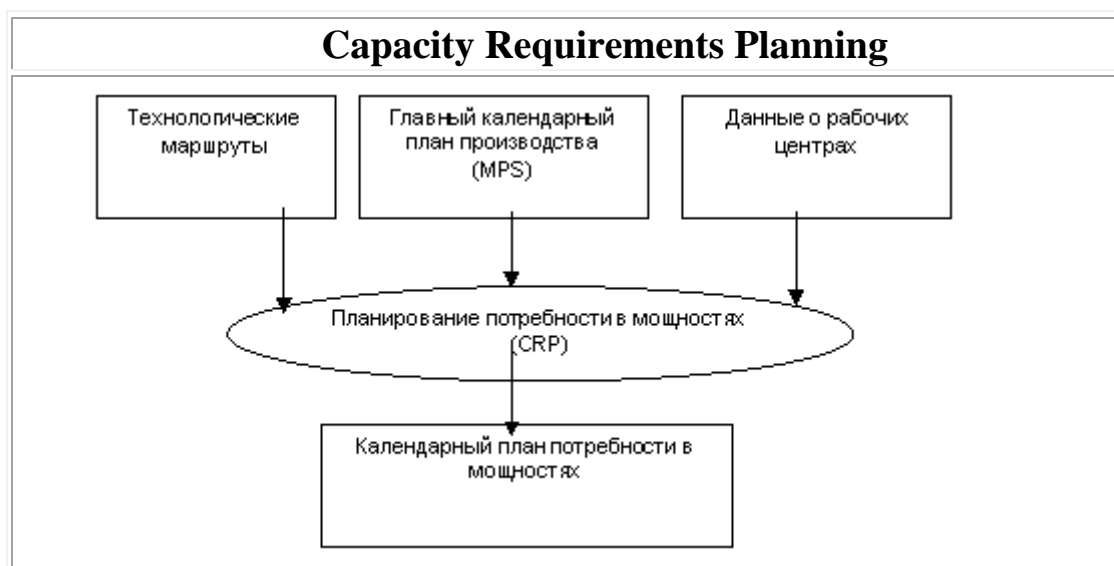 Capacity Requirements Planning
Технологические
маршруты
Главный календарный
план производства
(MPS)
Данные о рабочих
центрах
Планирование потребности в мощностях
(CRP)
Календарный план потребности в
мощностях